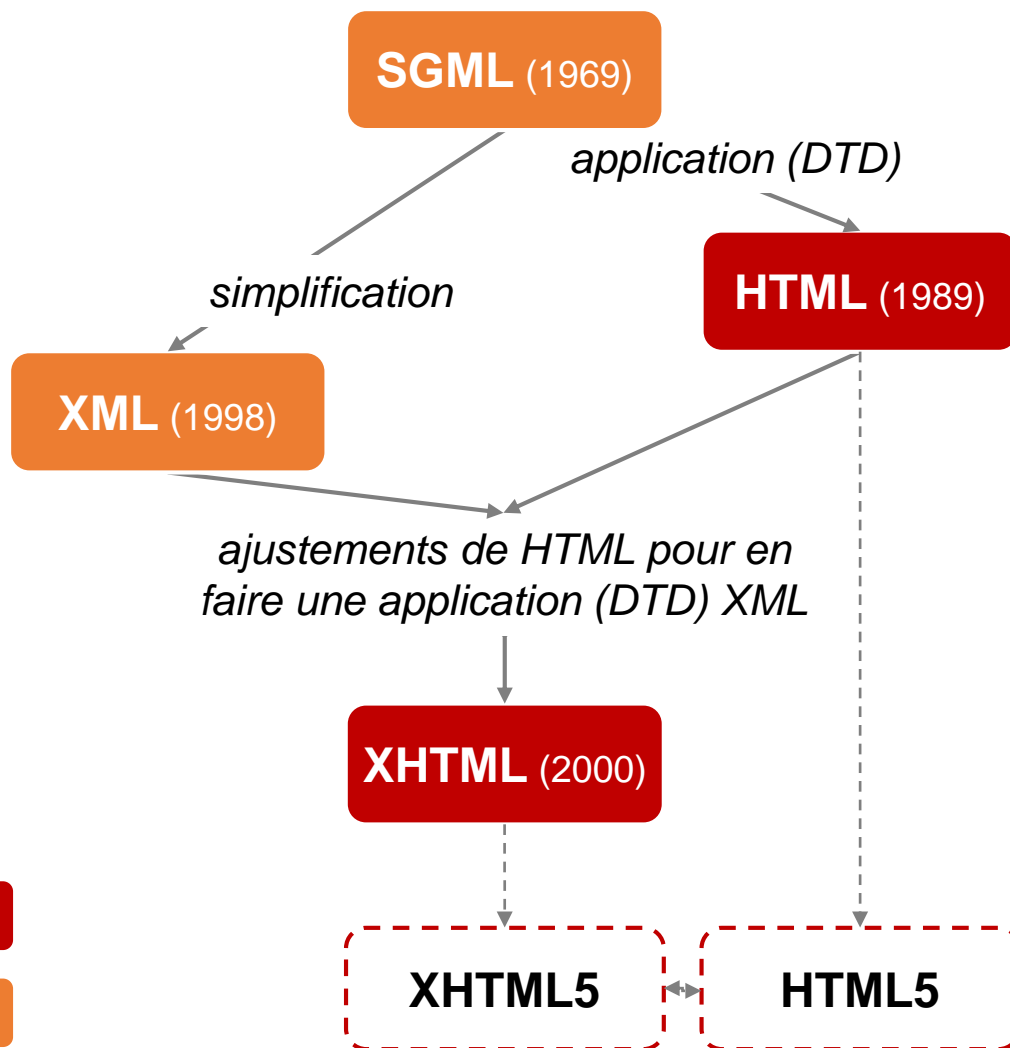 SGML (1969)
application (DTD)
HTML (1989)
simplification
XML (1998)
ajustements de HTML pour en
faire une application (DTD) XML
XHTML (2000)
XHTML5
HTML5